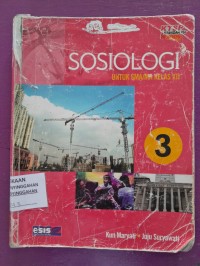 SOSIOLOGI
UNTUK SMA/MA KELAS XII
3
Kun Maryati • Juju Suryawati
esis